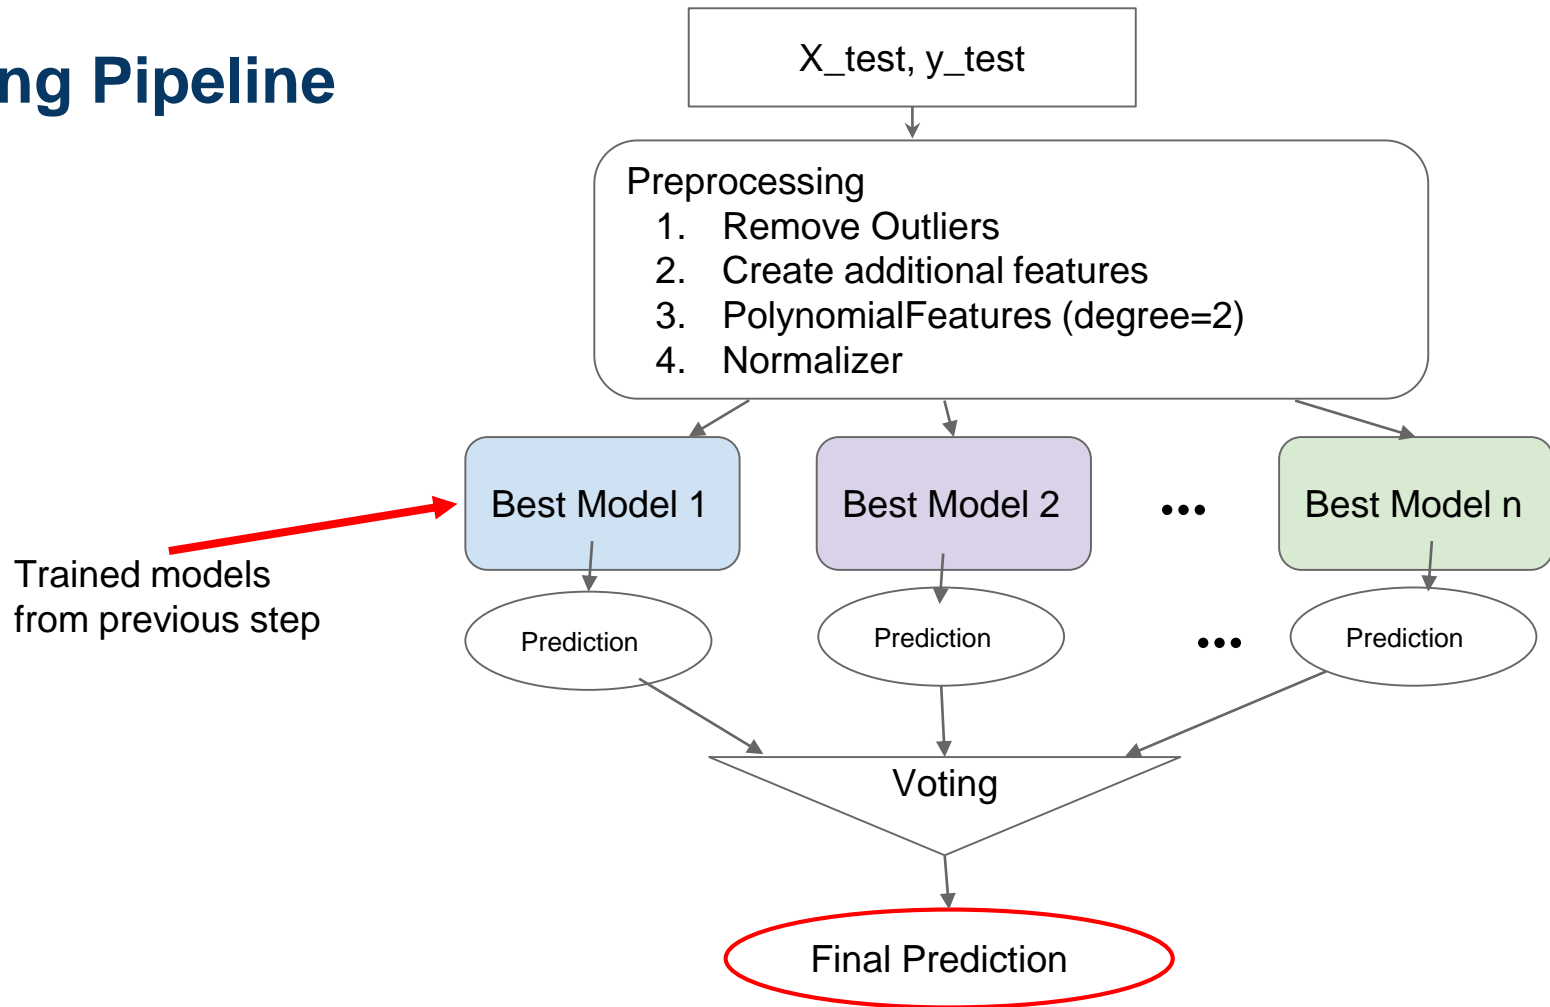 ng Pipeline
X_test, y_test
Preprocessing
1. Remove Outliers
2. Create additional features
3. PolynomialFeatures (degree=2)
4. Normalizer
Best Model 1
Best Model 2
•••
Best Model n
Trained models
from previous step
Prediction
Prediction
•••
Prediction
Voting
Final Prediction